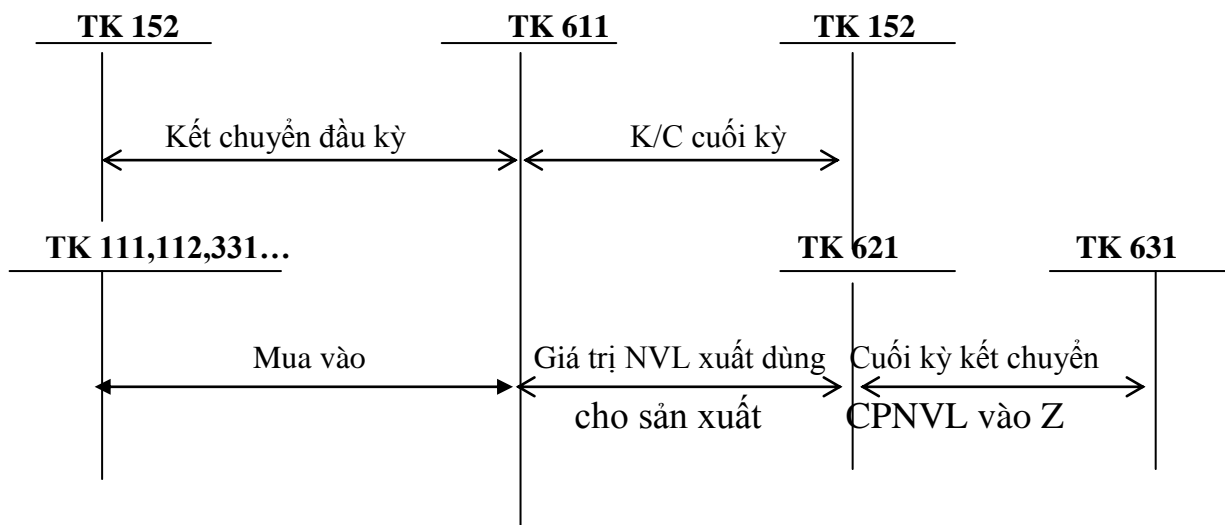 TK 152
TK 611
TK 152
Kết chuyển đầu kỳ
K/C cuối kỳ
TK 111,112,331…
TK 621
TK 631
Mua vào
Giá trị NVL xuất dùng
cho sản xuất
Cuối kỳ kết chuyển
CPNVL vào Z